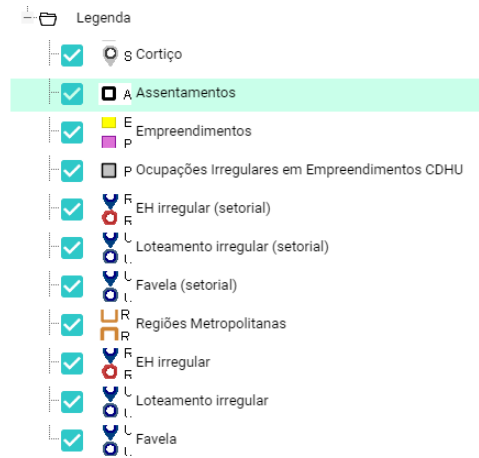 Legenda
S Cortiço
A Assentamentos
E
P Empreendimentos
P Ocupações Irregulares em Empreendimentos CDHU
R
R EH irregular (setorial)
Loteamento irregular (setorial)
Favela (setorial)
R
R Regiões Metropolitanas
R
R EH irregular
Loteamento irregular
Favela